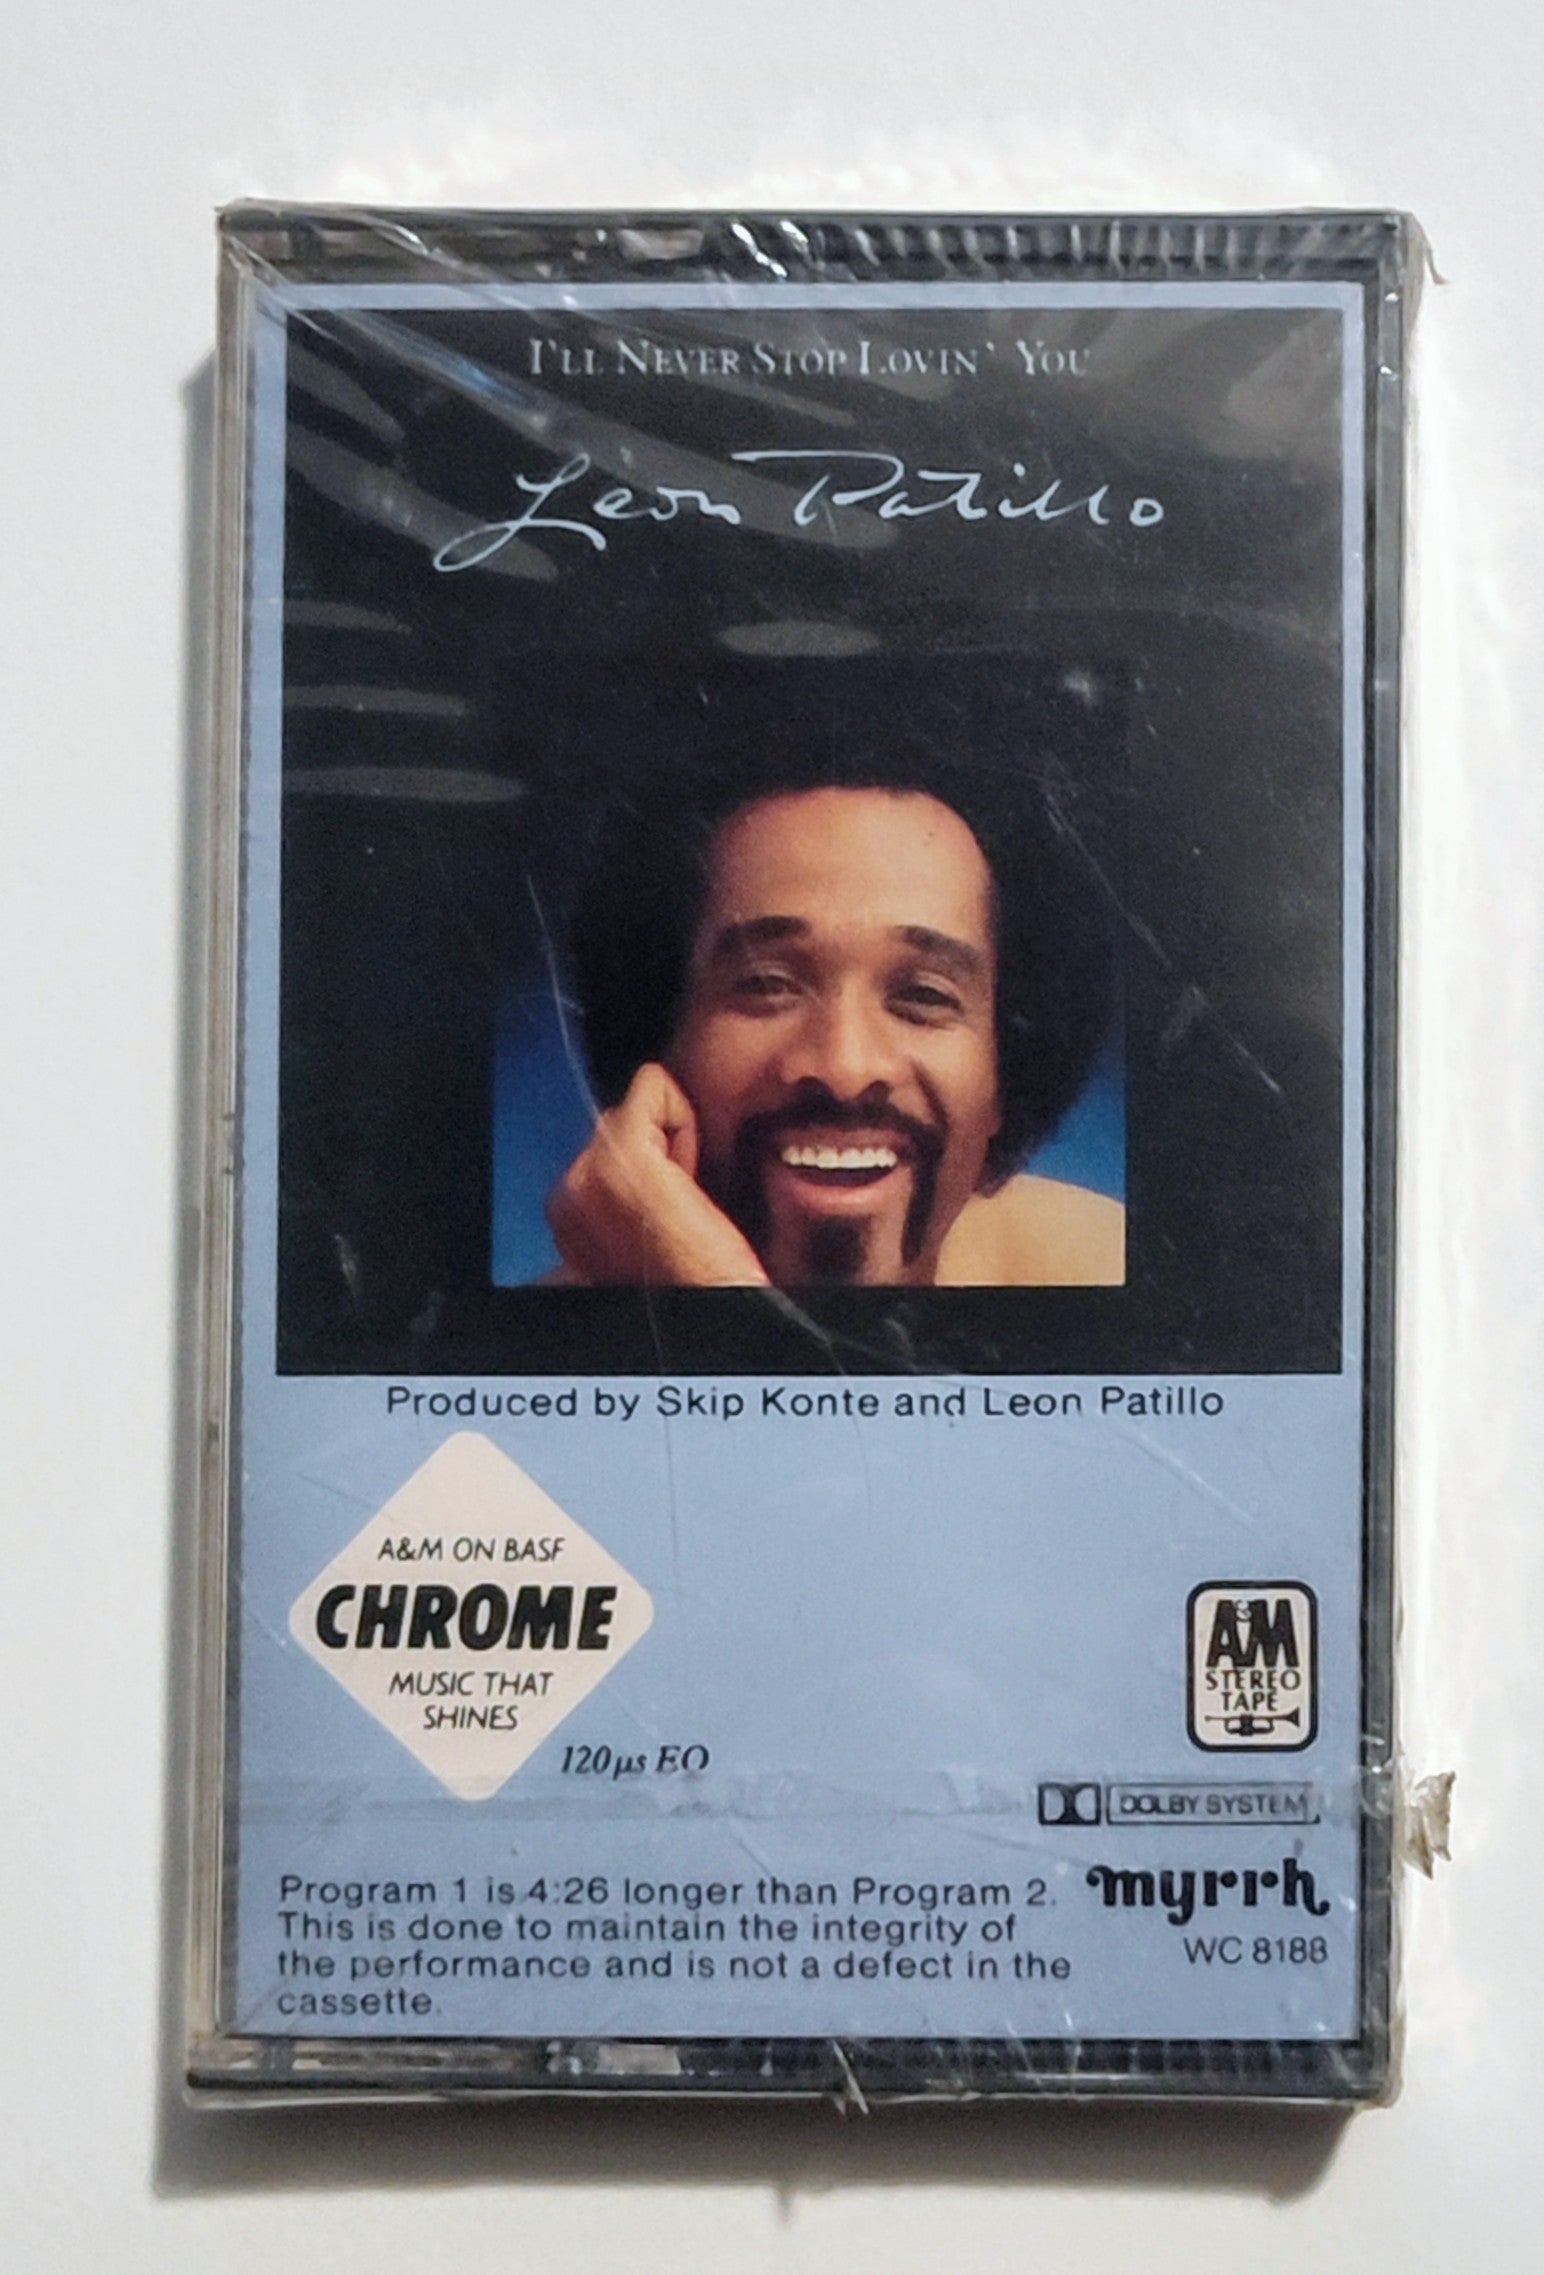 I'LL NEVER STOP LOVIN' YOU
Leon Patillo
Produced by Skip Konte and Leon Patillo
A&M ON BASF
CHROME
MUSIC THAT
SHINES
120µs EQ
A&M
STEREO
TAPE
DOLBY SYSTEM
Program 1 is 4:26 longer than Program 2.
This is done to maintain the integrity of
the performance and is not a defect in the
cassette.
myrrh
WC 8188